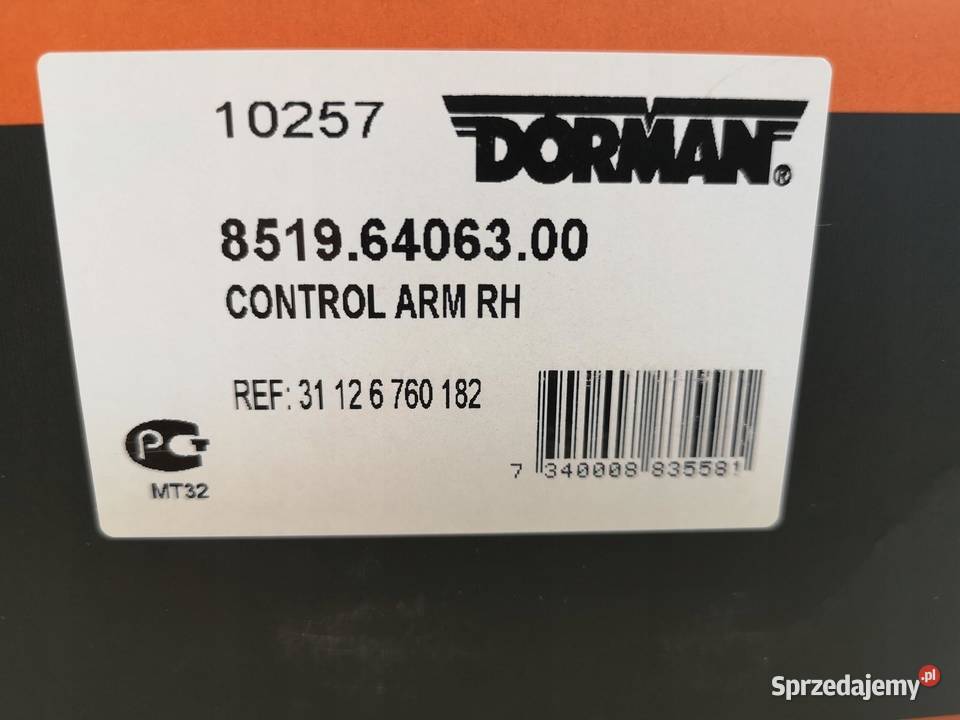 10257
DORMAN®
8519.64063.00
CONTROL ARM RH
REF: 31 12 6 760 182
PCT
MT32
7 340008 835581
Sprzedajemy.pl